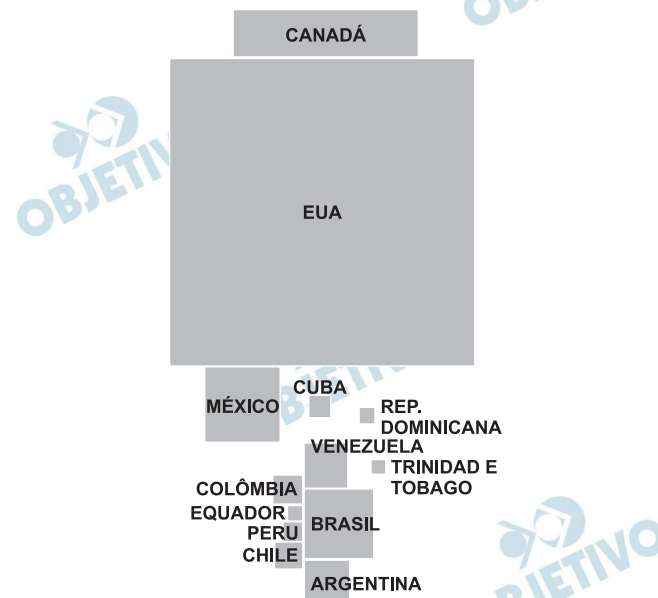 CANADÁ
OBJETIVO
EUA
CUBA
MÉXICO
REP.
DOMINICANA
VENEZUELA
TRINIDAD E
TOBAGO
COLÔMBIA
EQUADOR
BRASIL
PERU
CHILE
OBJETIVO
ARGENTINA